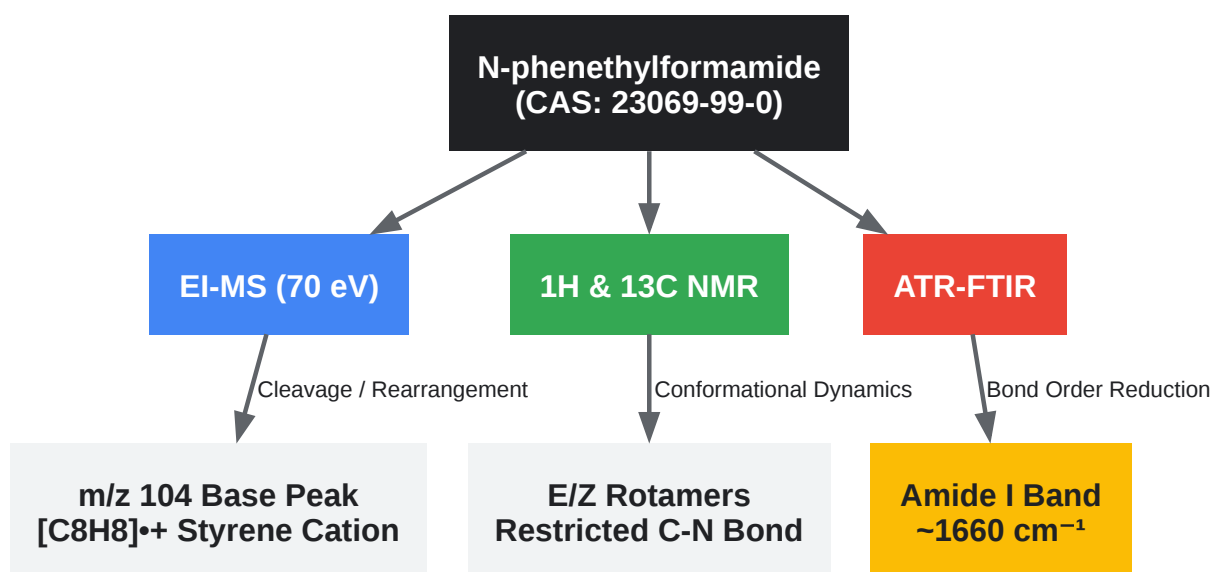 N-phenethylformamide
(CAS: 23069-99-0)
EI-MS (70 eV)
1H & 13C NMR
ATR-FTIR
Cleavage / Rearrangement
Conformational Dynamics
Bond Order Reduction
m/z 104 Base Peak
[C8H8]•+ Styrene Cation
E/Z Rotamers
Restricted C-N Bond
Amide I Band
~1660 cm⁻¹